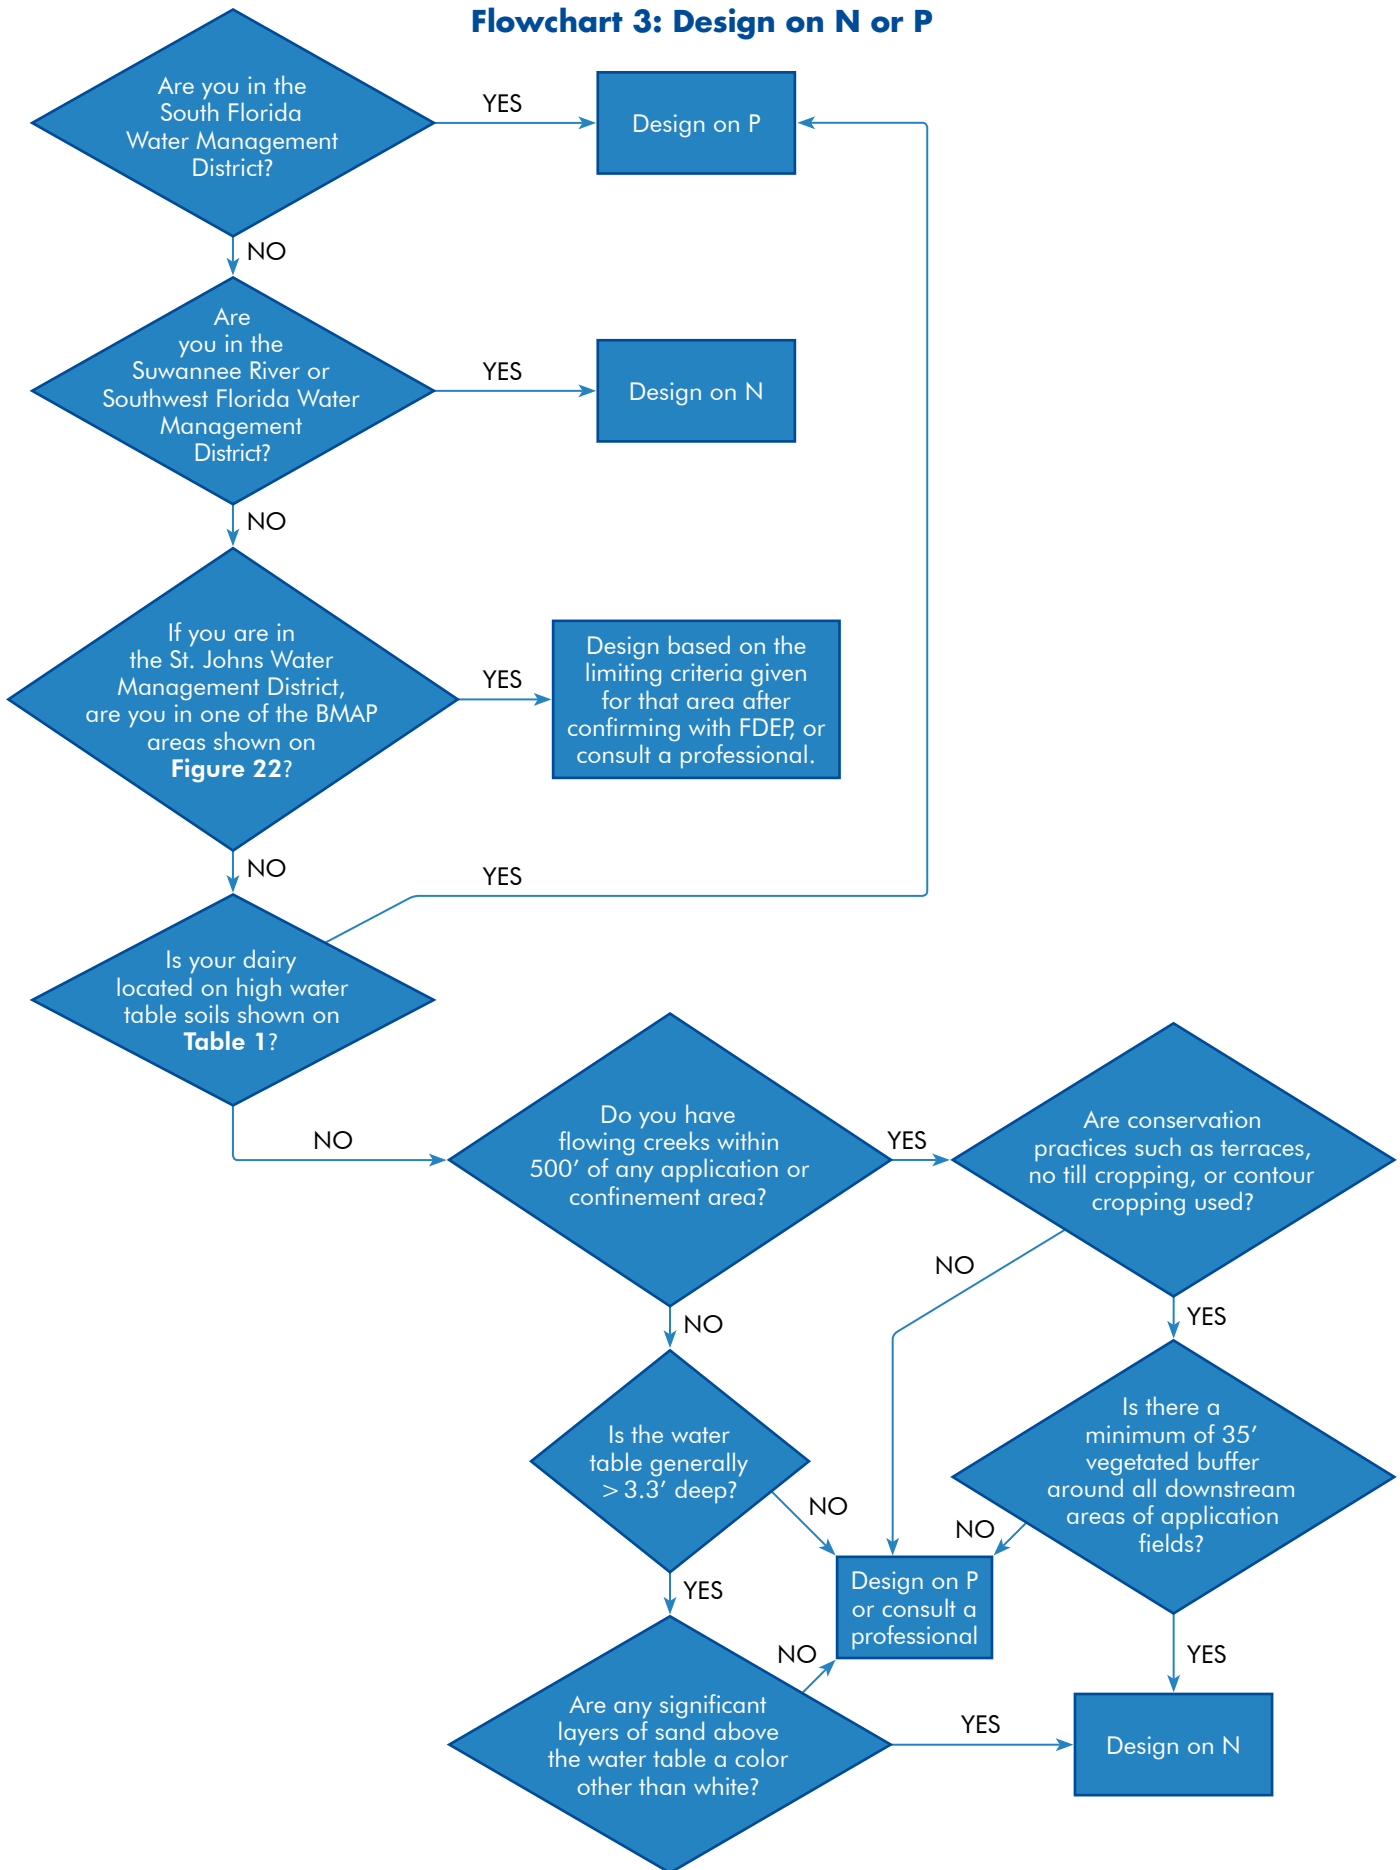 Flowchart 3: Design on N or P
Are you in the
South Florida
Water Management
District?
YES
Design on P
NO
Are
you in the
Suwannee River or
Southwest Florida Water
Management
District?
YES
Design on N
NO
If you are in
the St. Johns Water
Management District,
are you in one of the BMAP
areas shown on
Figure 22?
YES
Design based on the
limiting criteria given
for that area after
confirming with FDEP, or
consult a professional.
NO
YES
Is your dairy
located on high water
table soils shown on
Table 1?
NO
Do you have
flowing creeks within
500’ of any application or
confinement area?
YES
Are conservation
practices such as terraces,
no till cropping, or contour
cropping used?
NO
YES
NO
Is the water
table generally
> 3.3’ deep?
NO
Is there a
minimum of 35’
vegetated buffer
around all downstream
areas of application
fields?
NO
YES
Design on P
or consult a
professional
NO
YES
Are any significant
layers of sand above
the water table a color
other than white?
YES
Design on N